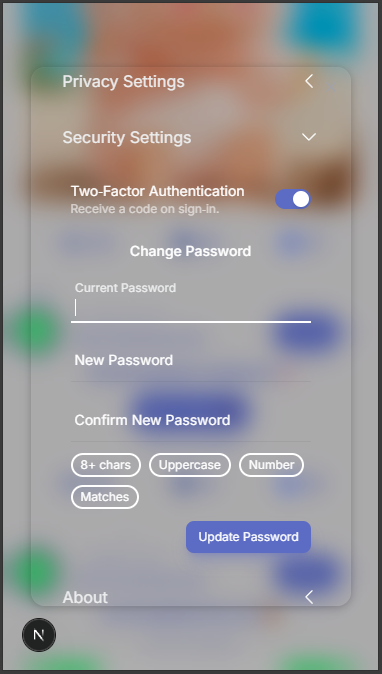 Privacy Settings
Security Settings
Two-Factor Authentication
Receive a code on sign-in.
Change Password
Current Password
New Password
Confirm New Password
8+ chars Uppercase Number
Matches
Update Password
About
N